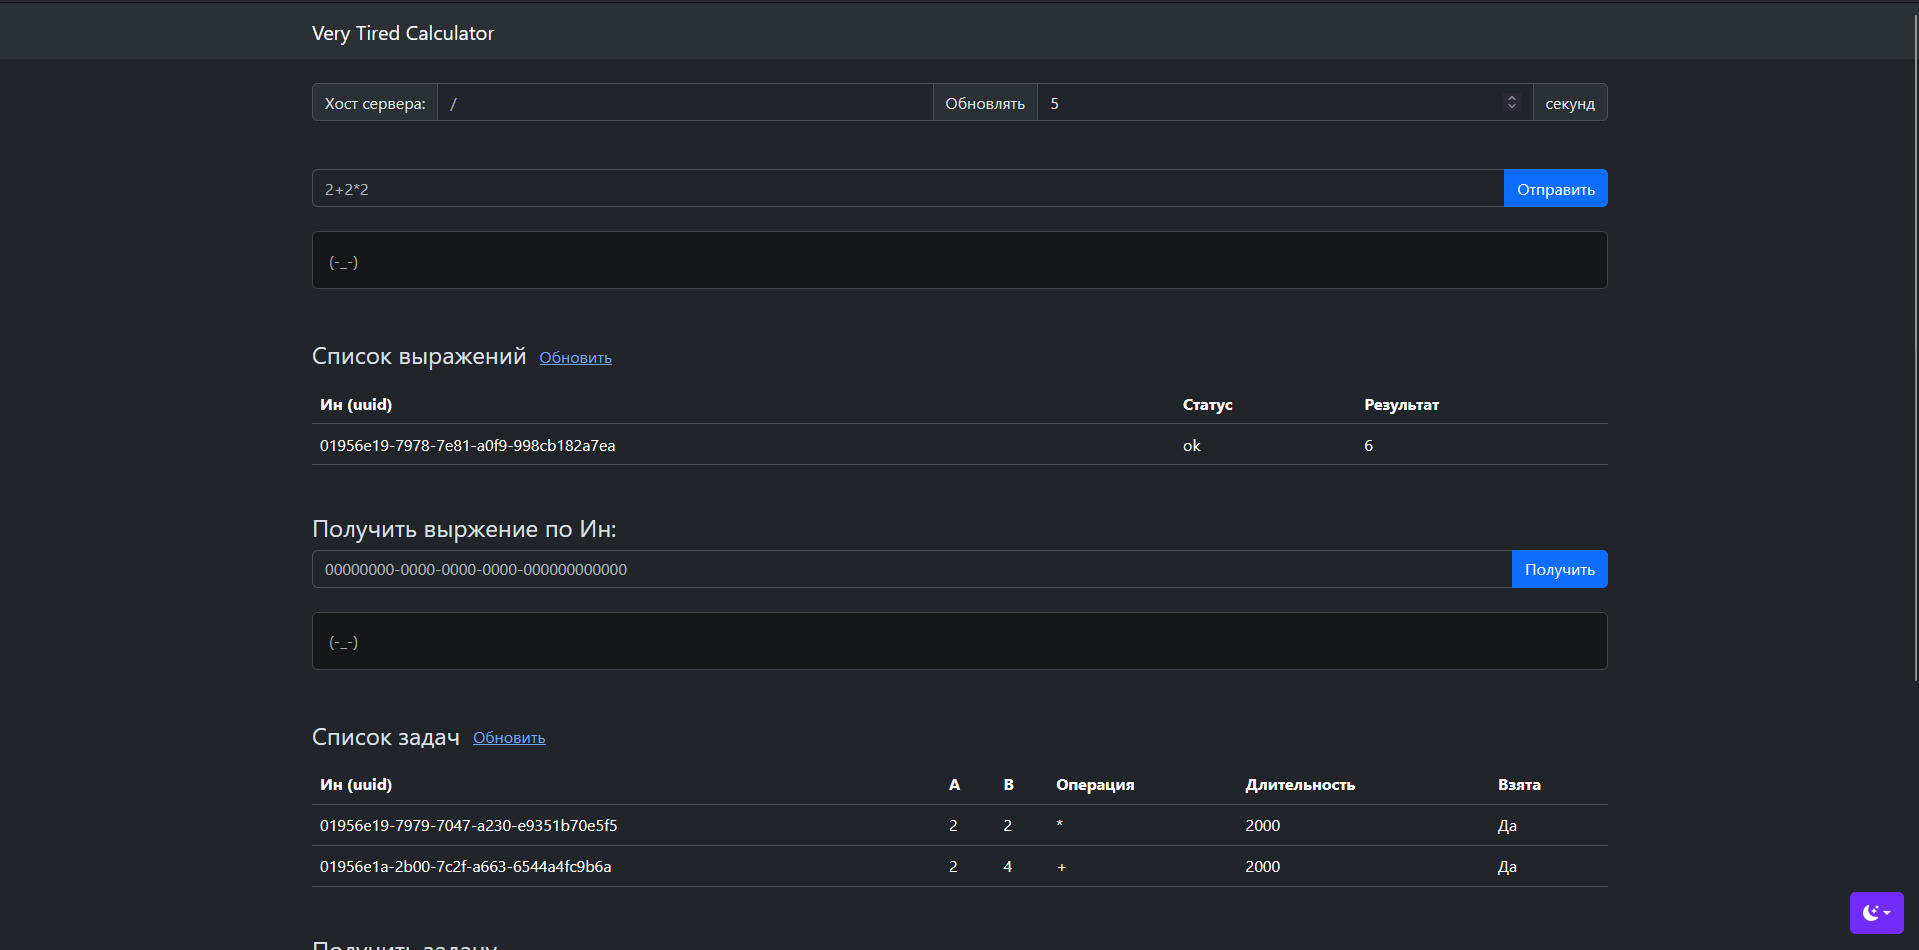 Very Tired Calculator
Хост сервера: / Обновлять 5 секунд
2+2*2 Отправить
(-_-)
Список выражений Обновить
Ин (uuid) Статус Результат
01956e19-7978-7e81-a0f9-998cb182a7ea ok 6
Получить выржение по Ин:
00000000-0000-0000-0000-000000000000 Получить
(-_-)
Список задач Обновить
Ин (uuid) A B Операция Длительность Взята
01956e19-7979-7047-a230-e9351b70e5f5 2 2 * 2000 Да
01956e1a-2b00-7c2f-a663-6544a4fc9b6a 2 4 + 2000 Да
Получить задачу